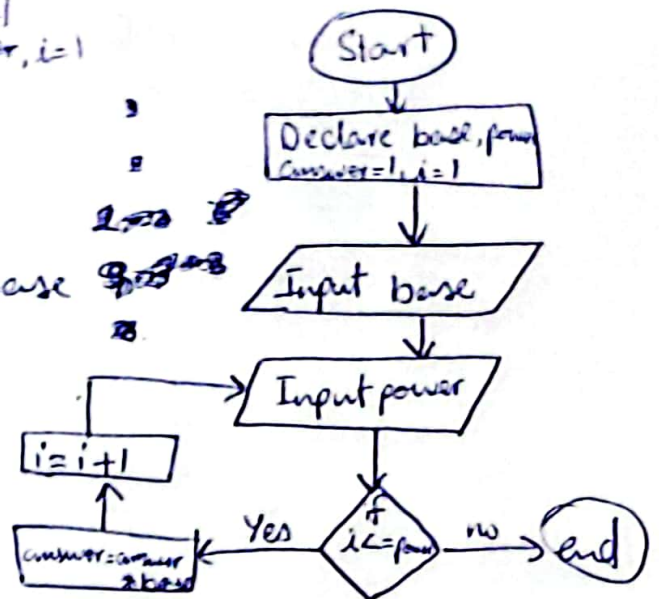 r, i=1
Start
Declare base, power
answer=1, i=1
Input base
ase
Input power
i=i+1
if
i<=power
Yes
no
end
answer=answer
*base